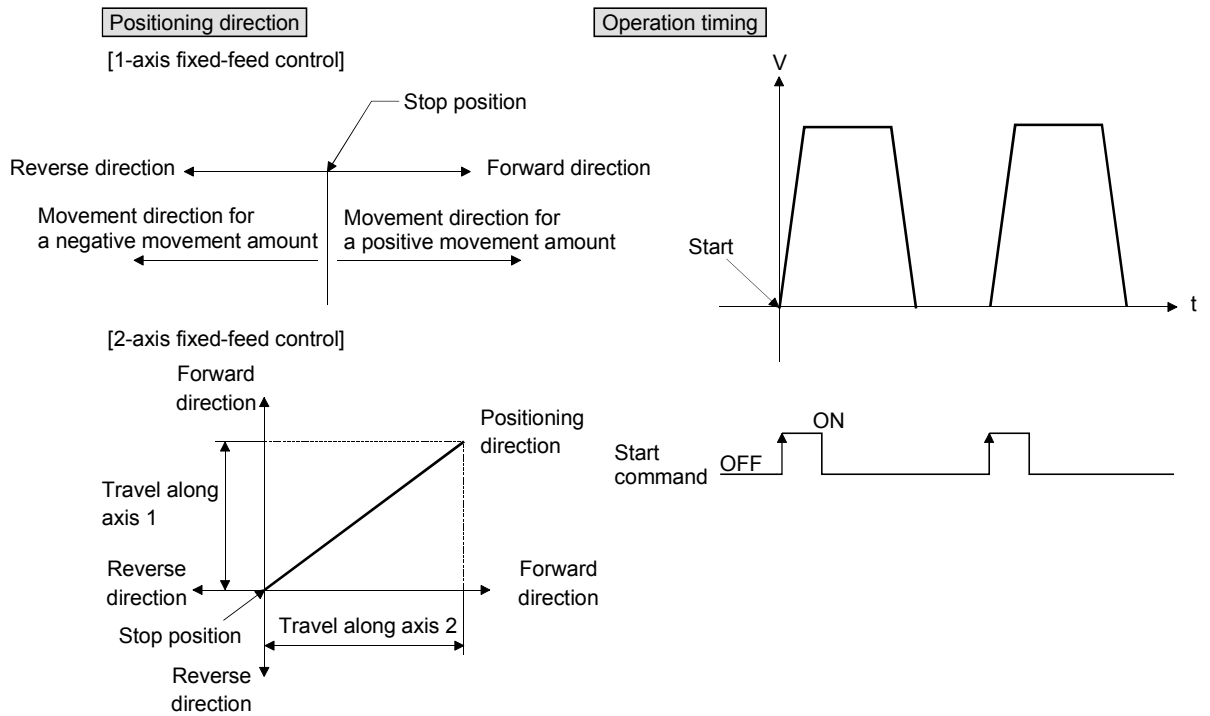 Positioning direction
[1-axis fixed-feed control]
Stop position
Reverse direction
Forward direction
Movement direction for
a negative movement amount
Movement direction for
a positive movement amount
[2-axis fixed-feed control]
Forward
direction
Positioning
direction
Travel along
axis 1
Reverse
direction
Forward
direction
Stop position
Travel along axis 2
Reverse
direction
Operation timing
V
Start
t
ON
OFF
Start
command